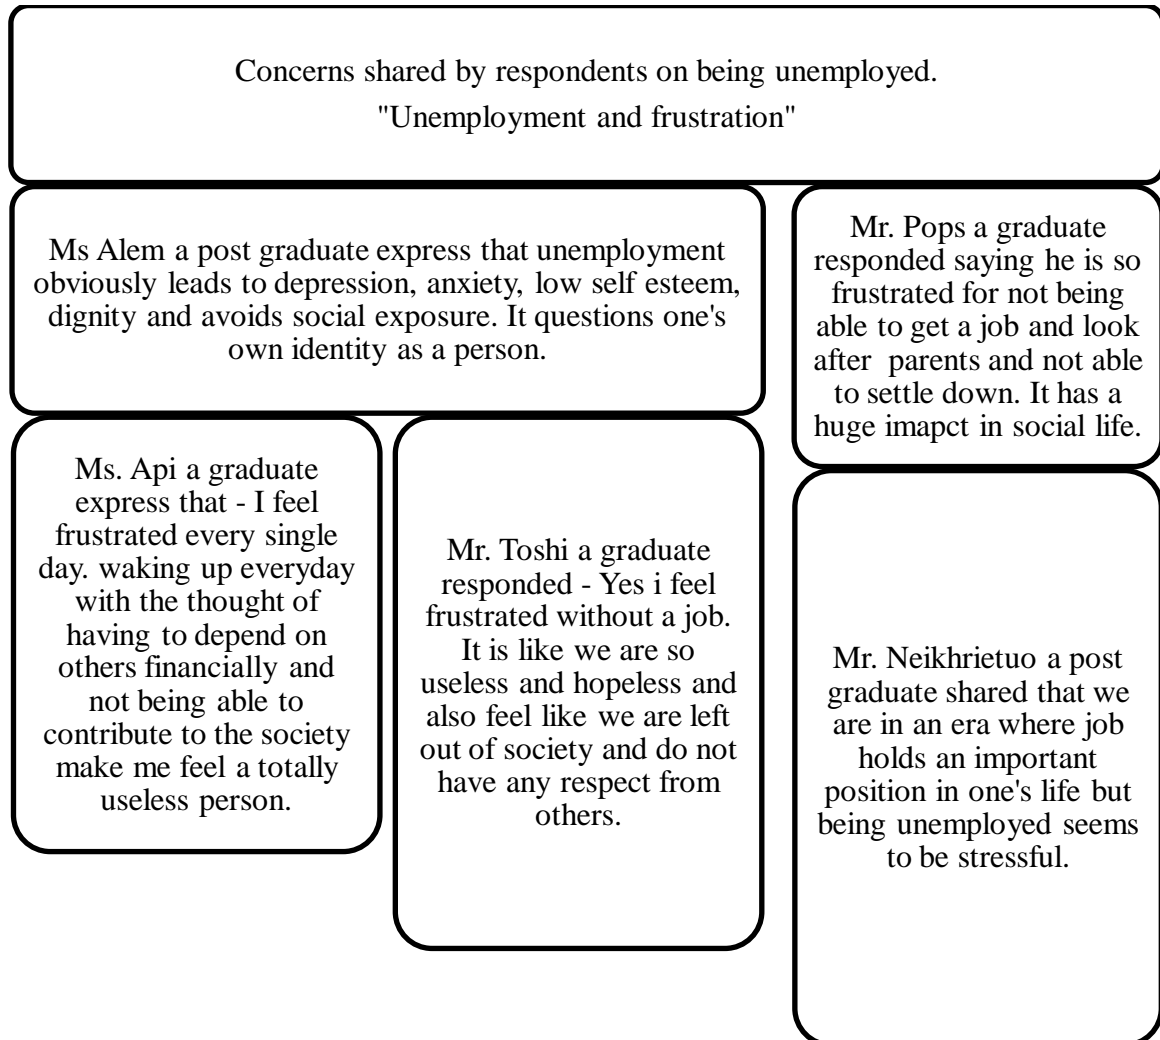 Concerns shared by respondents on being unemployed.
"Unemployment and frustration"
Ms Alem a post graduate express that unemployment
obviously leads to depression, anxiety, low self esteem,
dignity and avoids social exposure. It questions one's
own identity as a person.
Mr. Pops a graduate
responded saying he is so
frustrated for not being
able to get a job and look
after parents and not able
to settle down. It has a
huge imapct in social life.
Ms. Api a graduate
express that - I feel
frustrated every single
day. waking up everyday
with the thought of
having to depend on
others financially and
not being able to
contribute to the society
make me feel a totally
useless person.
Mr. Toshi a graduate
responded - Yes i feel
frustrated without a job.
It is like we are so
useless and hopeless and
also feel like we are left
out of society and do not
have any respect from
others.
Mr. Neikhrietuo a post
graduate shared that we
are in an era where job
holds an important
position in one's life but
being unemployed seems
to be stressful.